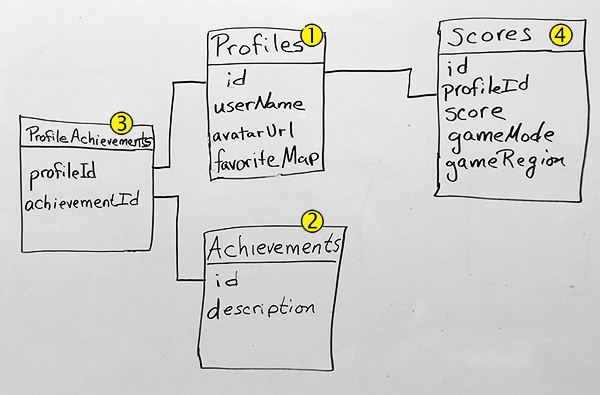 Profiles 1
id
userName
avatarUrl
favoriteMap
Scores 4
id
profileId
score
gameMode
gameRegion
3
ProfileAchievements
profileId
achievementId
2
Achievements
id
description